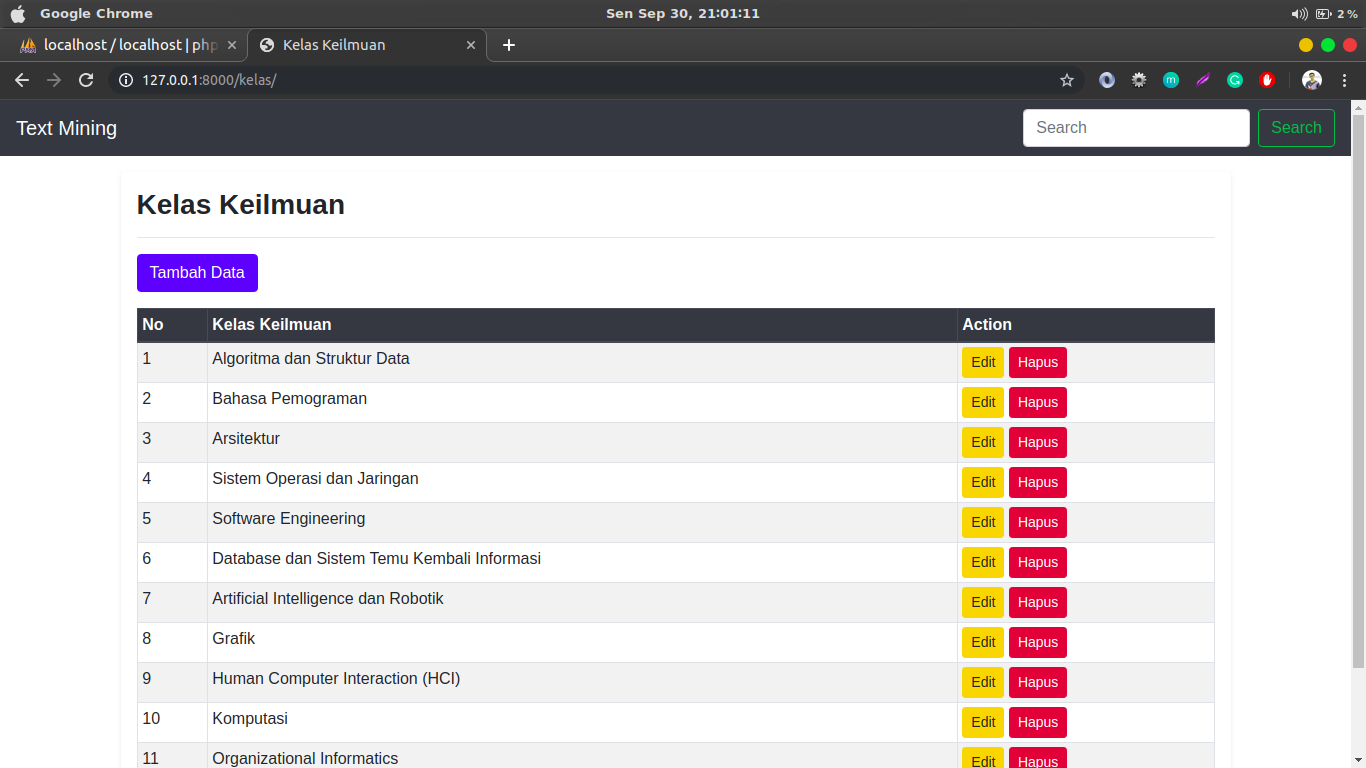 Google Chrome Sen Sep 30, 21:01:11 2 %
localhost / localhost | php Kelas Keilmuan
127.0.0.1:8000/kelas/
Text Mining Search Search
Kelas Keilmuan
Tambah Data
No Kelas Keilmuan Action
1 Algoritma dan Struktur Data Edit Hapus
2 Bahasa Pemograman Edit Hapus
3 Arsitektur Edit Hapus
4 Sistem Operasi dan Jaringan Edit Hapus
5 Software Engineering Edit Hapus
6 Database dan Sistem Temu Kembali Informasi Edit Hapus
7 Artificial Intelligence dan Robotik Edit Hapus
8 Grafik Edit Hapus
9 Human Computer Interaction (HCI) Edit Hapus
10 Komputasi Edit Hapus
11 Organizational Informatics Edit Hapus